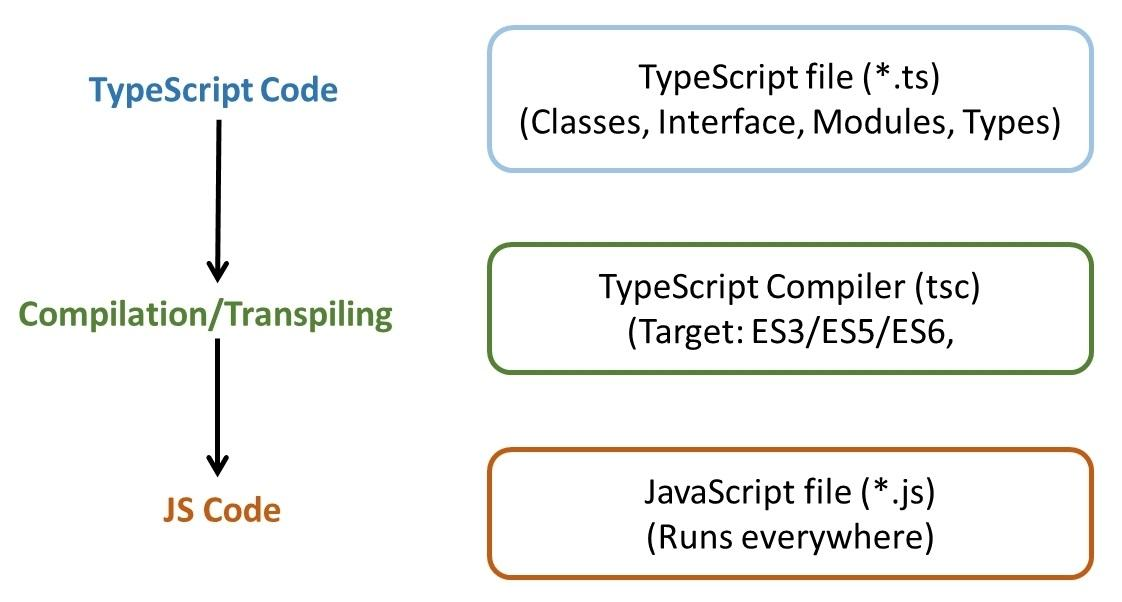 TypeScript Code
TypeScript file (*.ts)
(Classes, Interface, Modules, Types)
Compilation/Transpiling
TypeScript Compiler (tsc)
(Target: ES3/ES5/ES6,
JS Code
JavaScript file (*.js)
(Runs everywhere)